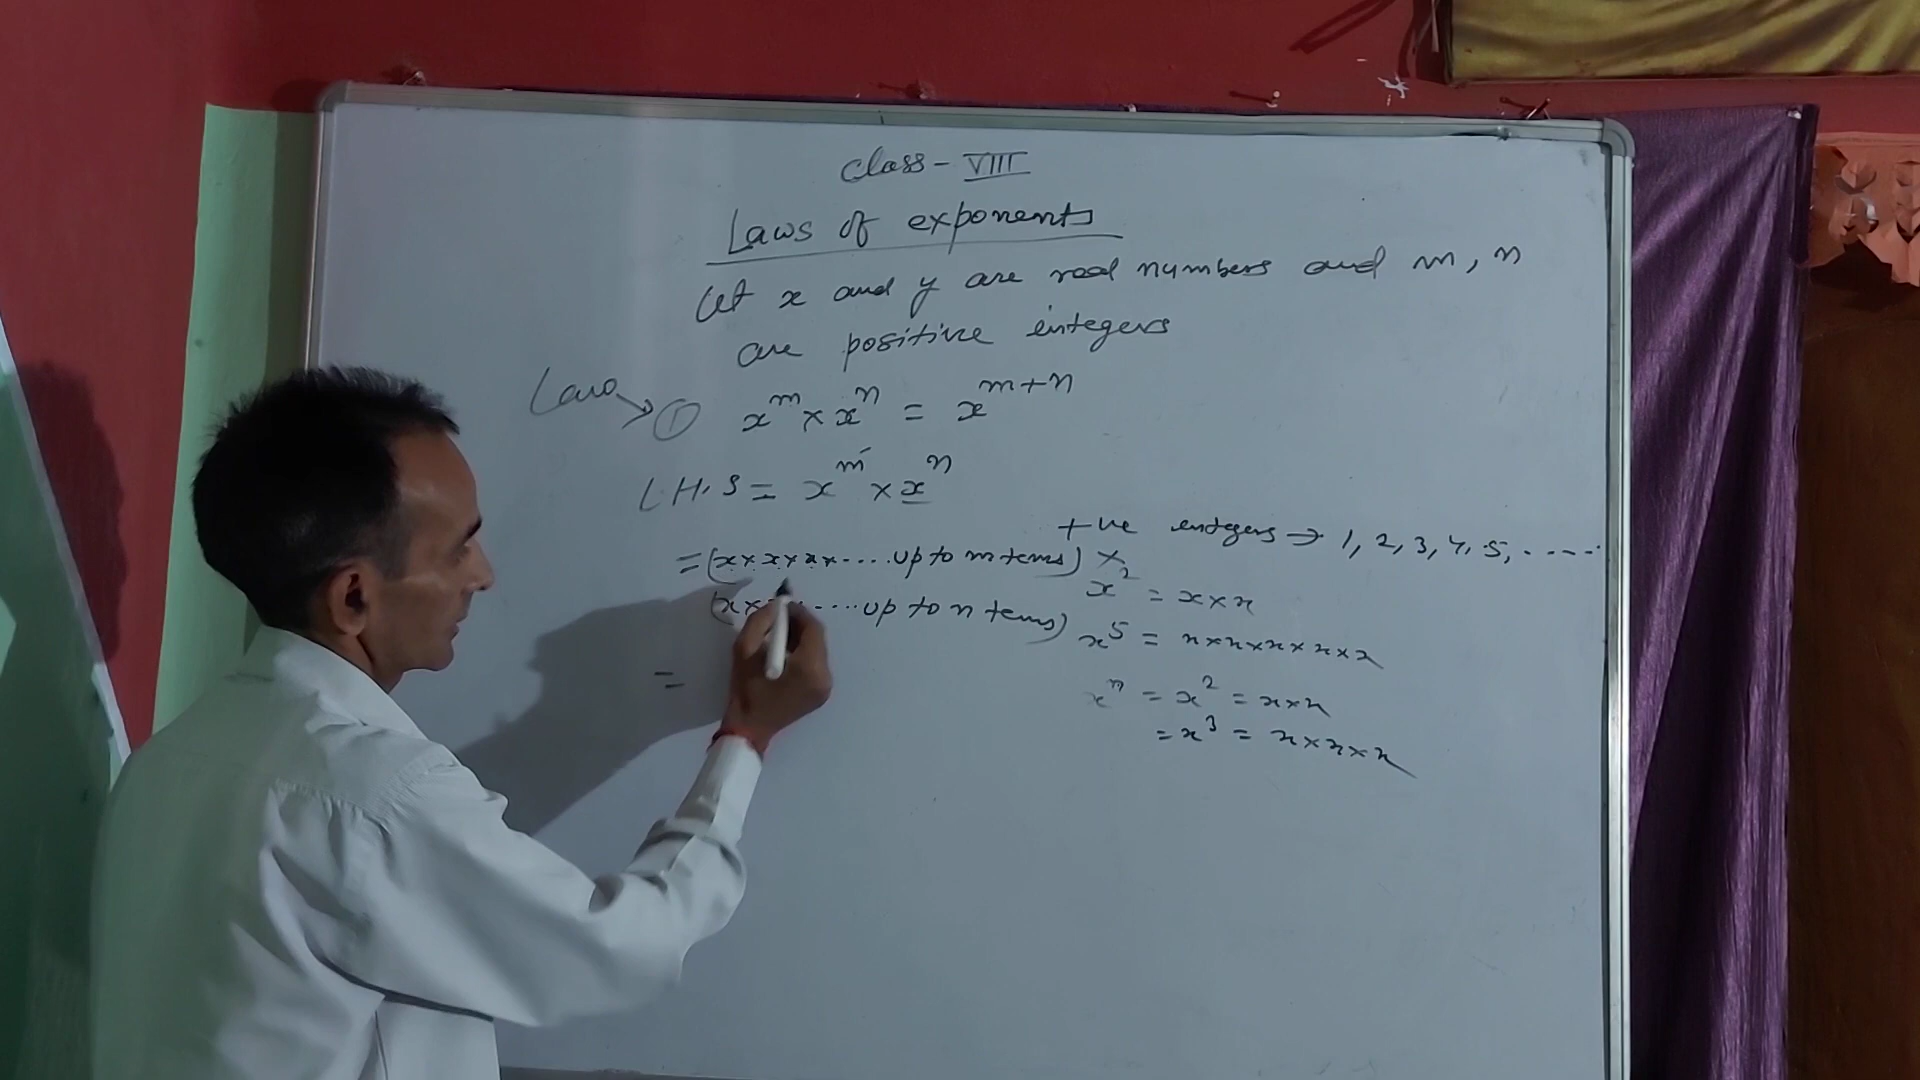 Class - VIII
Laws of exponents
Let x and y are real numbers and m, n
are positive integers
Law → ① x^m × x^n = x^(m+n)
L.H.S = x^m × x^n
= (x × x × x × .... up to m terms) ×
(x × .... up to n terms)
=
+ve integers → 1, 2, 3, 4, 5, .....
x^2 = x × x
x^5 = x × x × x × x × x
x^n = x^2 = x × x
= x^3 = x × x × x